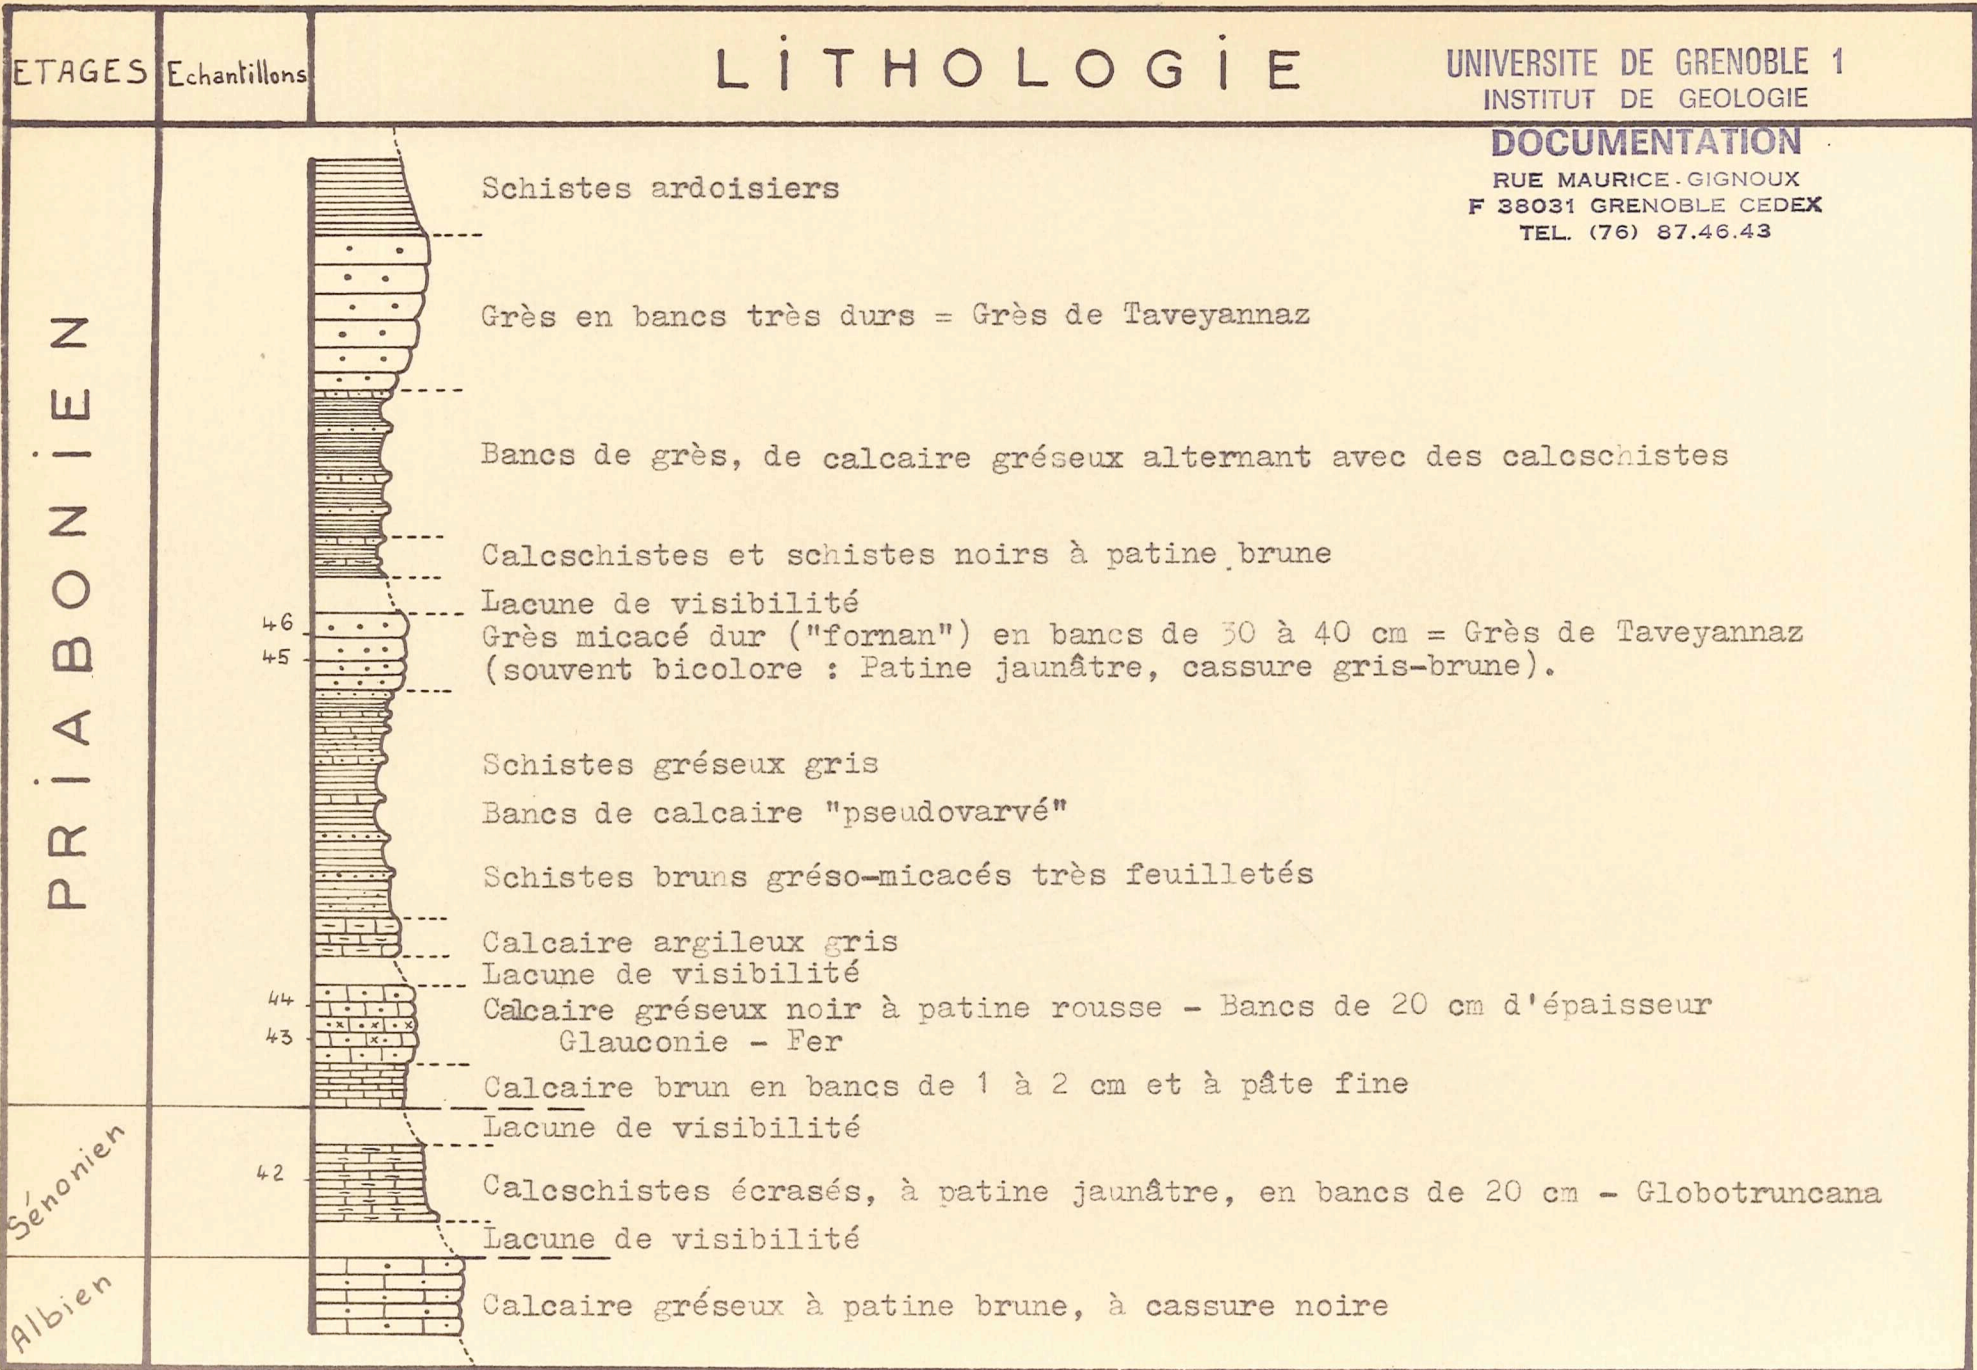 ETAGES
Echantillons
LiTHOLOGiE
UNIVERSITE DE GRENOBLE 1
INSTITUT DE GEOLOGIE
DOCUMENTATION
RUE MAURICE-GIGNOUX
F 38031 GRENOBLE CEDEX
TEL. (76) 87.46.43
PRiABONiEN
Schistes ardoisiers
Grès en bancs très durs = Grès de Taveyannaz
Bancs de grès, de calcaire gréseux alternant avec des calcschistes
Calcschistes et schistes noirs à patine brune
Lacune de visibilité
46
Grès micacé dur ("fornan") en bancs de 30 à 40 cm = Grès de Taveyannaz
45
(souvent bicolore : Patine jaunâtre, cassure gris-brune).
Schistes gréseux gris
Bancs de calcaire "pseudovarvé"
Schistes bruns gréso-micacés très feuilletés
Calcaire argileux gris
Lacune de visibilité
44
Calcaire gréseux noir à patine rousse - Bancs de 20 cm d'épaisseur
43
Glauconie - Fer
Calcaire brun en bancs de 1 à 2 cm et à pâte fine
Sénonien
Lacune de visibilité
42
Calcschistes écrasés, à patine jaunâtre, en bancs de 20 cm - Globotruncana
Lacune de visibilité
Albien
Calcaire gréseux à patine brune, à cassure noire